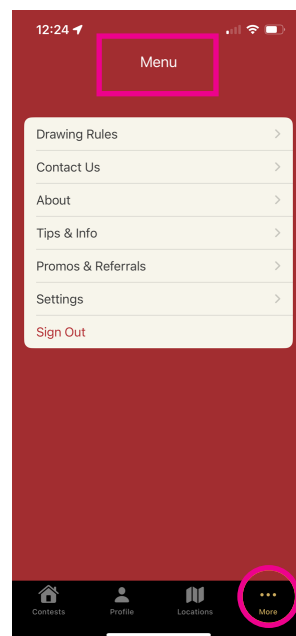 12:24
Menu
Drawing Rules
Contact Us
About
Tips & Info
Promos & Referrals
Settings
Sign Out
Contests Profile Locations More